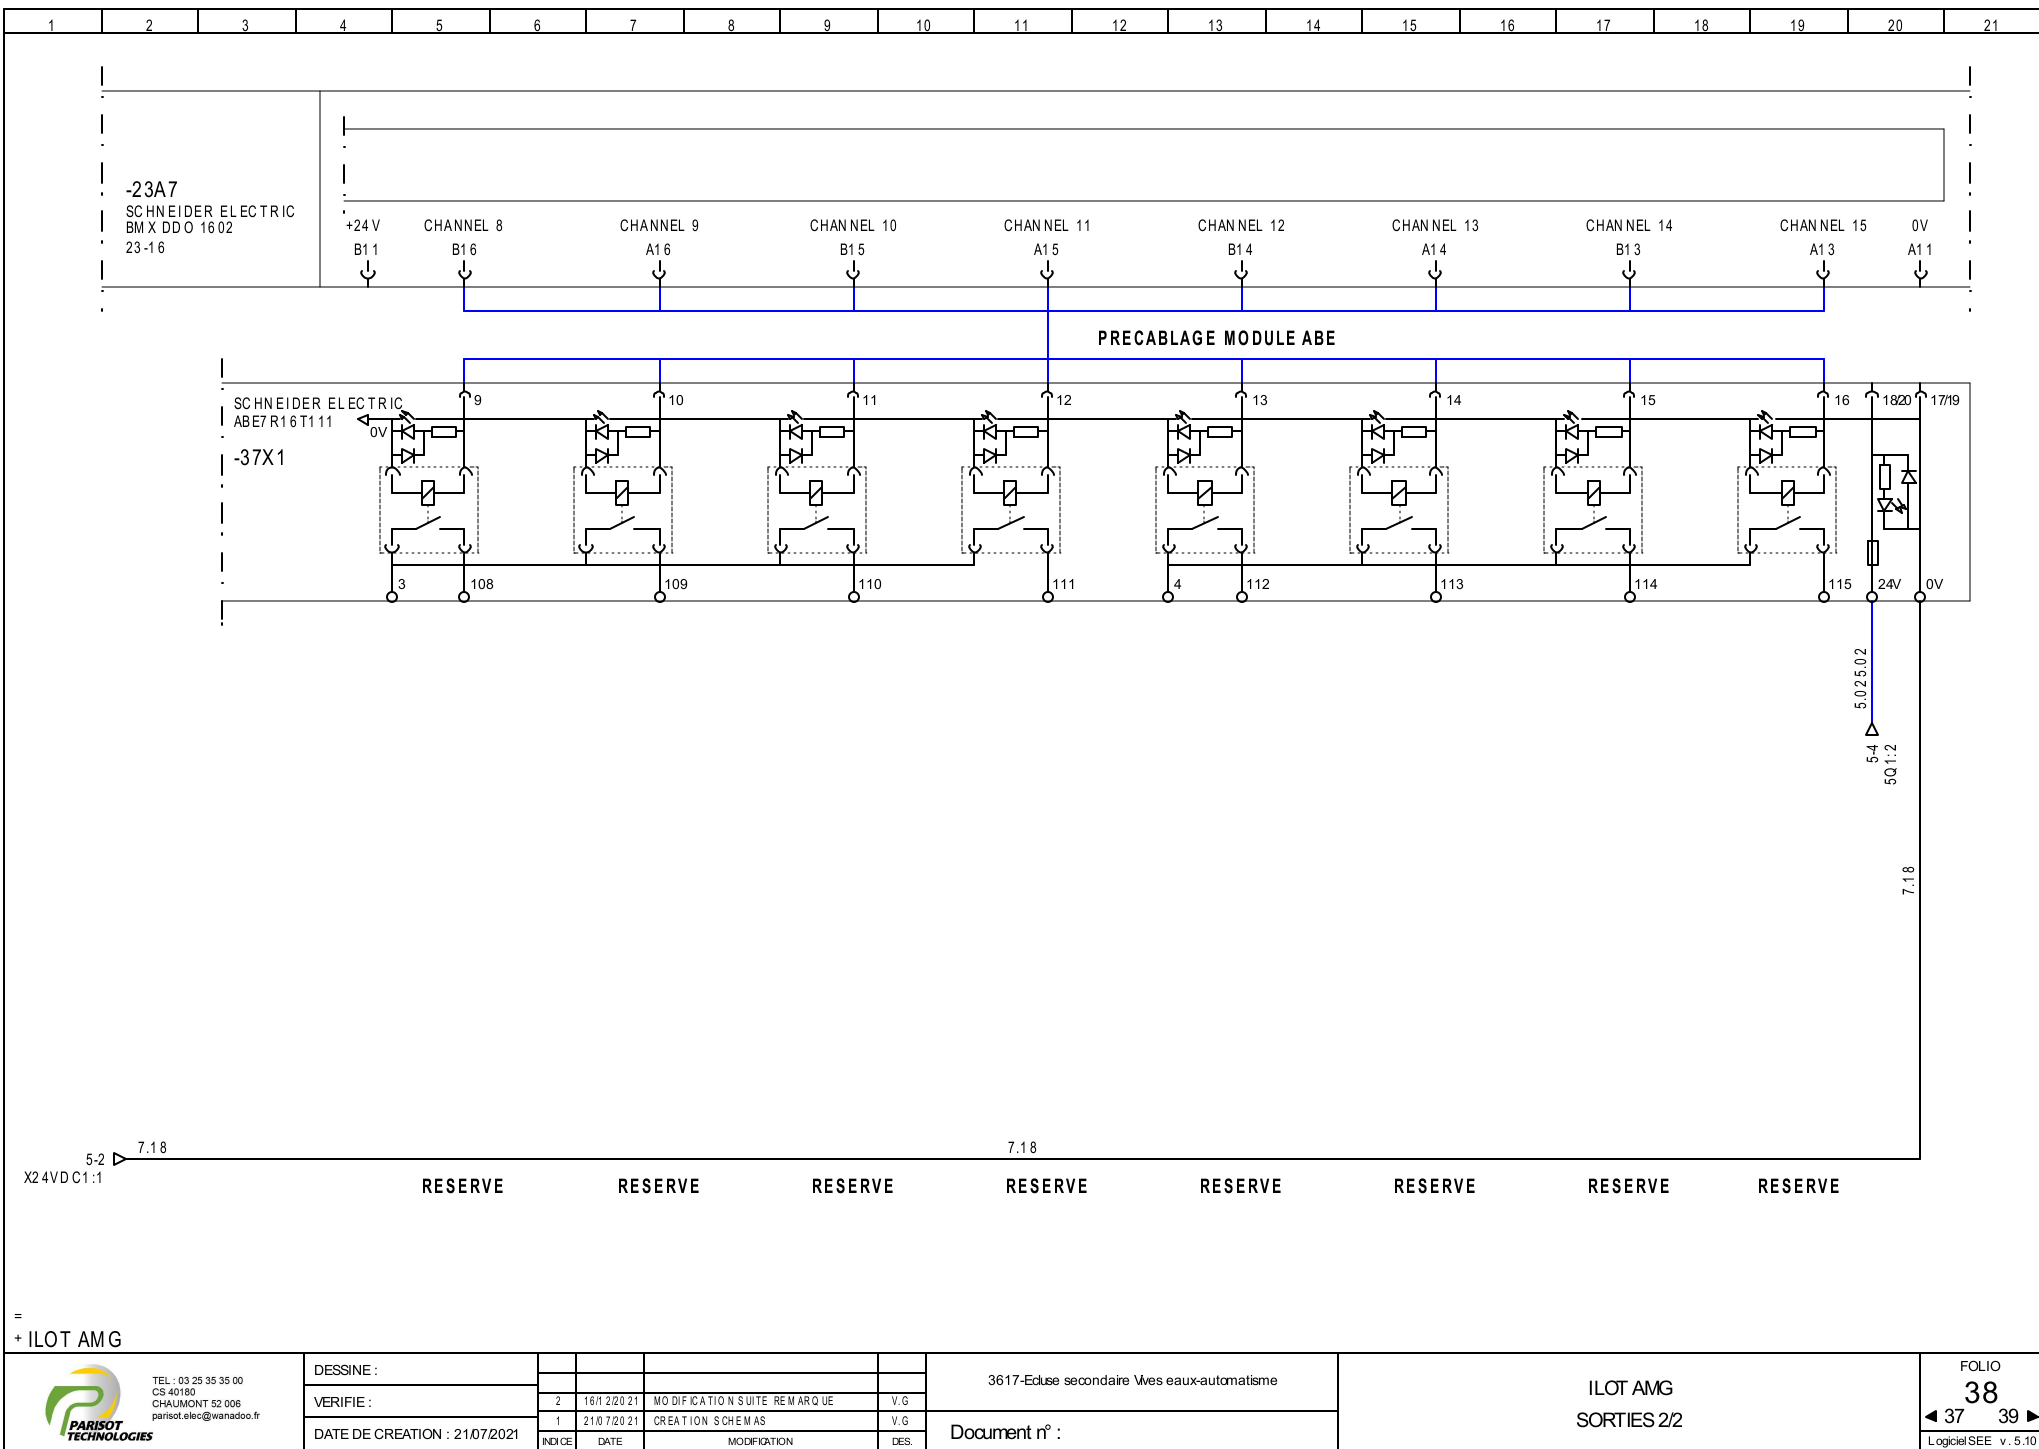 1 2 3 4 5 6 7 8 9 10 11 12 13 14 15 16 17 18 19 20 21
-23A7
SCHNEIDER ELECTRIC
BMX DDO 1602
23-16
+24V CHANNEL 8 CHANNEL 9 CHANNEL 10 CHANNEL 11 CHANNEL 12 CHANNEL 13 CHANNEL 14 CHANNEL 15 0V
B11 B16 A16 B15 A15 B14 A14 B13 A13 A11
PRECABLAGE MODULE ABE
SCHNEIDER ELECTRIC 9 10 11 12 13 14 15 16 18/20 17/19
ABE7R16T111
0V
-37X1
3 108 109 110 111 4 112 113 114 115 24V 0V
5.025.02
5-4
5Q1:2
7.18
7.18 7.18
5-2
X24VDC1:1
RESERVE RESERVE RESERVE RESERVE RESERVE RESERVE RESERVE RESERVE
=
+ ILOT AMG
PARISOT
TECHNOLOGIES
TEL : 03 25 35 35 00
CS 40180
CHAUMONT 52 006
parisot.elec@wanadoo.fr
DESSINE :
VERIFIE :
DATE DE CREATION : 21/07/2021
2 16/12/2021 MODIFICATION SUITE REMARQUE V.G
1 21/07/2021 CREATION SCHEMAS V.G
INDICE DATE MODIFICATION DES.
3617-Ecluse secondaire Vives eaux-automatisme
Document n° :
ILOT AMG
SORTIES 2/2
FOLIO
38
37 39
Logiciel SEE v. 5.10